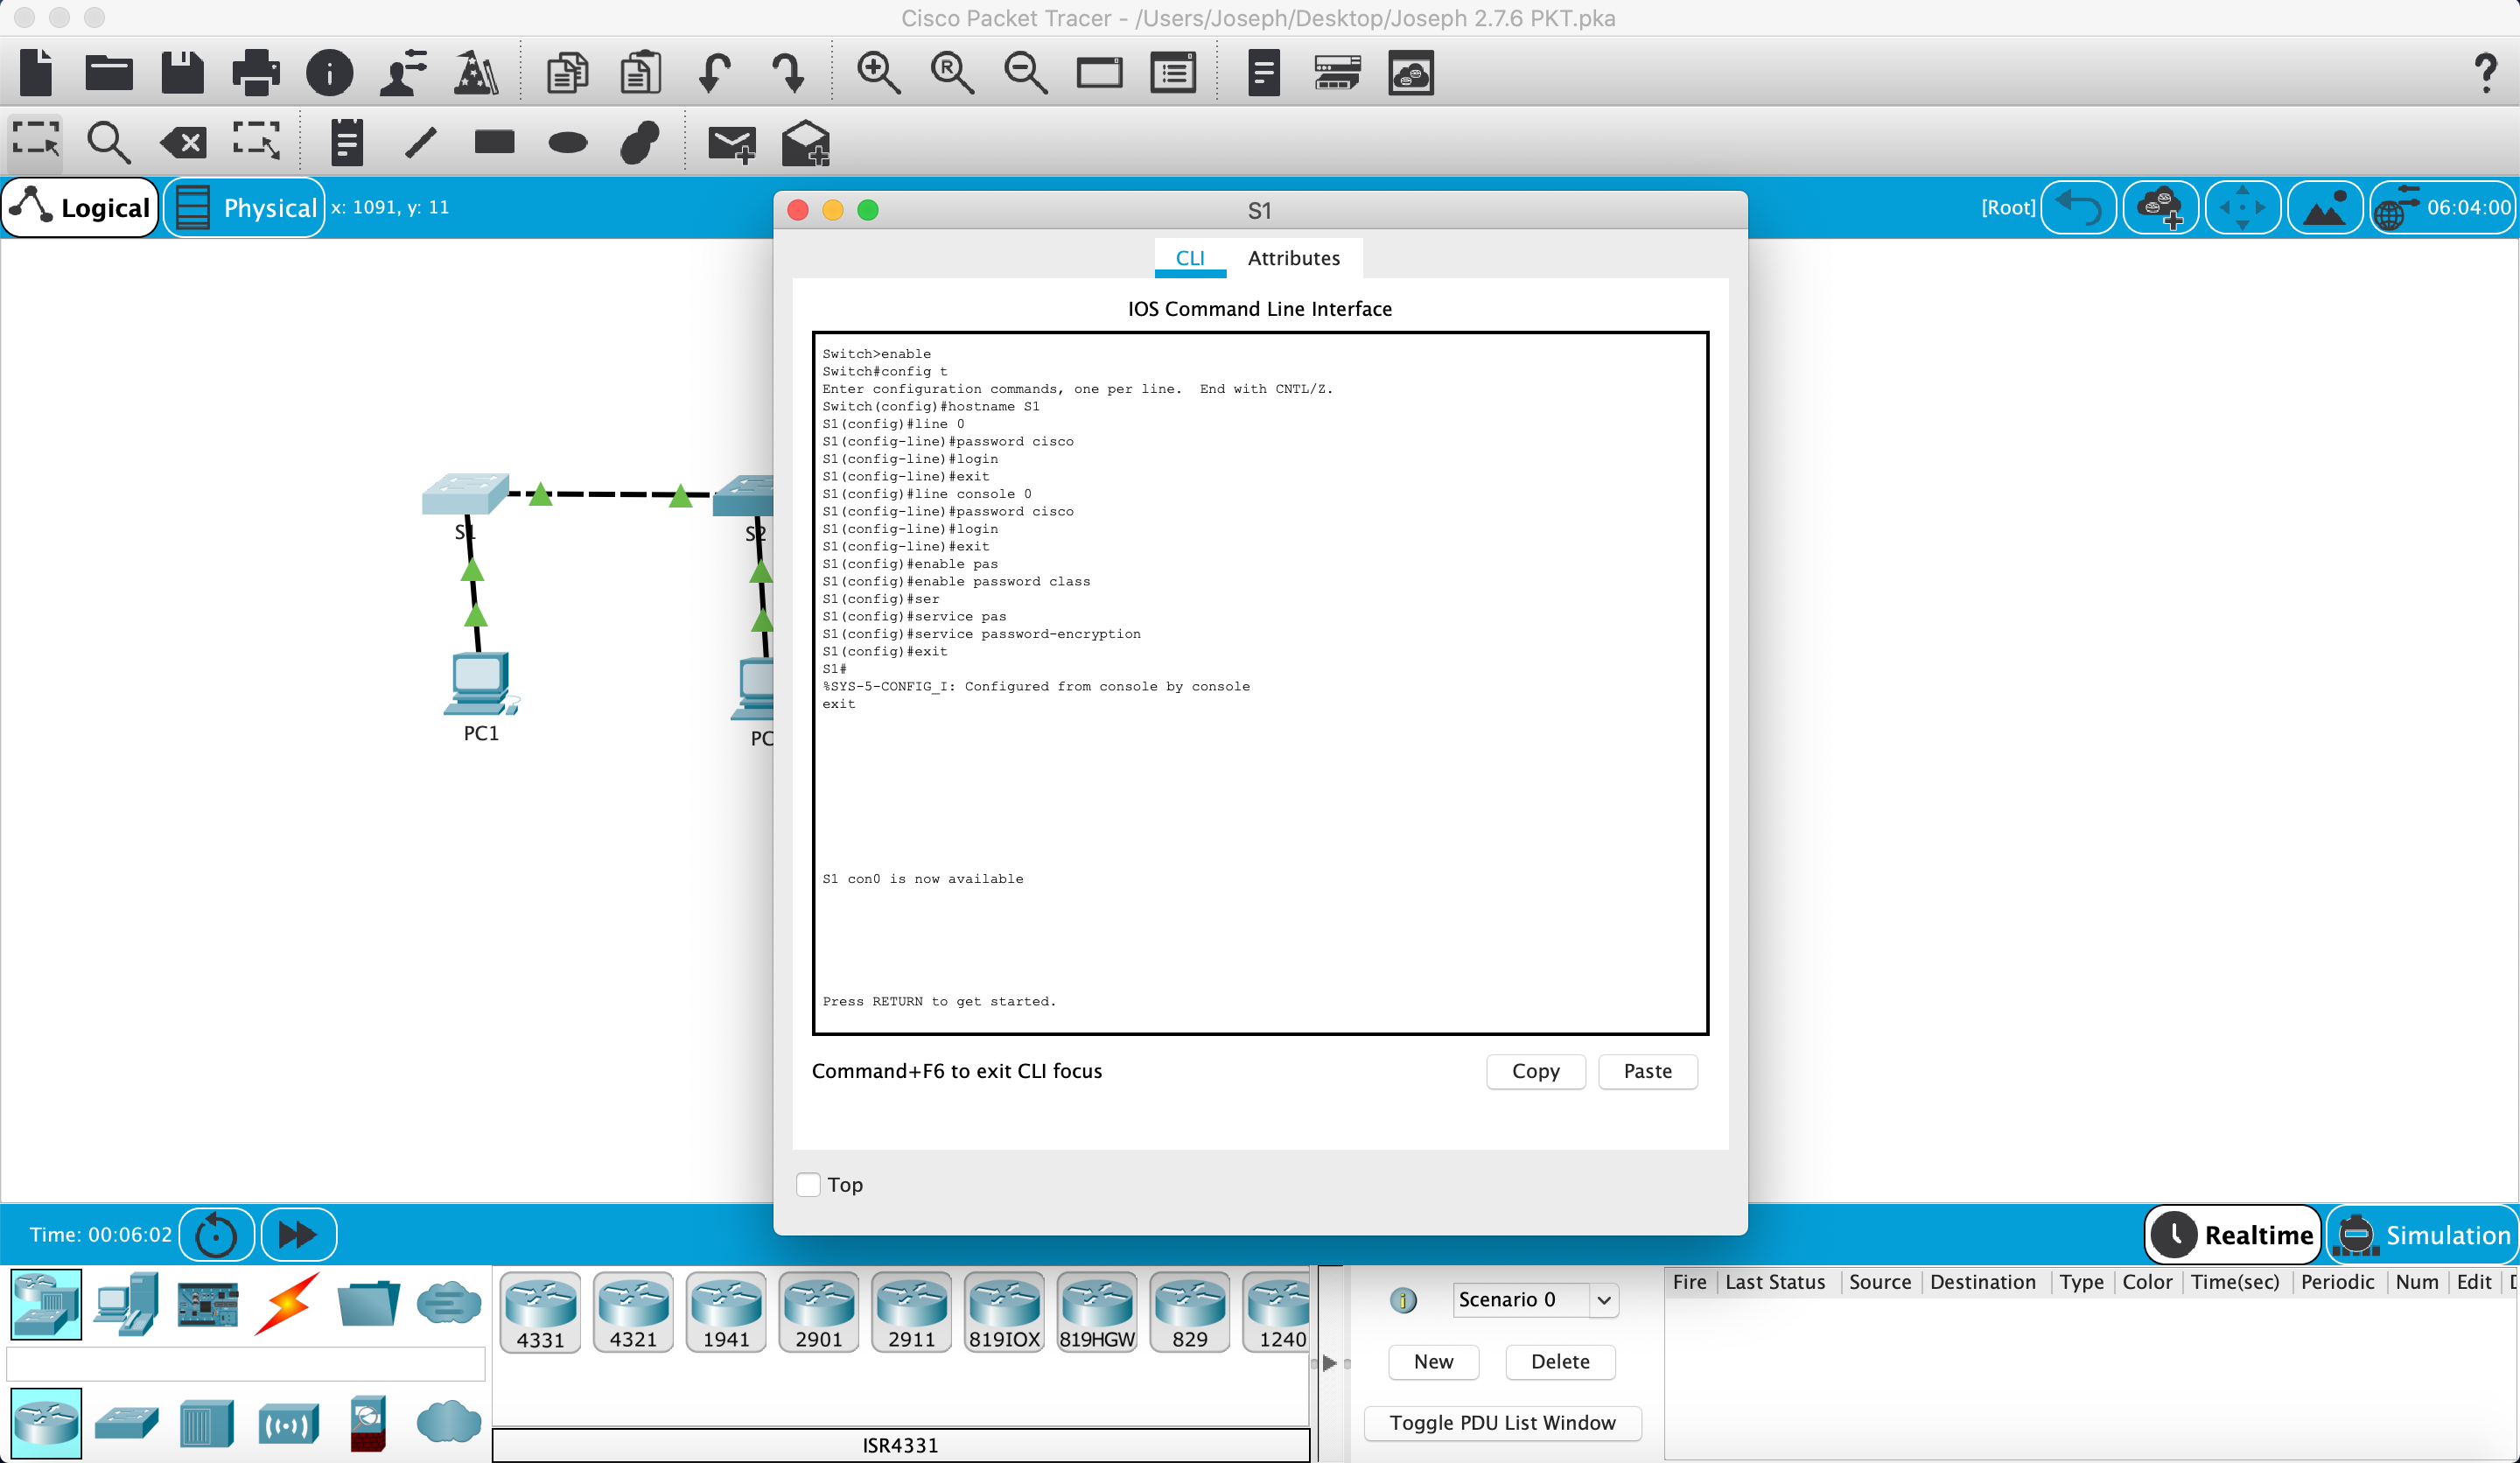 Cisco Packet Tracer - /Users/Joseph/Desktop/Joseph 2.7.6 PKT.pka
Logical
Physical
x: 1091, y: 11
[Root]
06:04:00
S1
CLI
Attributes
IOS Command Line Interface
Switch>enable
Switch#config t
Enter configuration commands, one per line.  End with CNTL/Z.
Switch(config)#hostname S1
S1(config)#line 0
S1(config-line)#password cisco
S1(config-line)#login
S1(config-line)#exit
S1(config)#line console 0
S1(config-line)#password cisco
S1(config-line)#login
S1(config-line)#exit
S1(config)#enable pas
S1(config)#enable password class
S1(config)#ser
S1(config)#service pas
S1(config)#service password-encryption
S1(config)#exit
S1#
%SYS-5-CONFIG_I: Configured from console by console
exit
S1 con0 is now available
Press RETURN to get started.
Command+F6 to exit CLI focus
Copy
Paste
Top
S1
S2
PC1
PC
Time: 00:06:02
Realtime
Simulation
4331
4321
1941
2901
2911
819IOX
819HGW
829
1240
ISR4331
Scenario 0
New
Delete
Toggle PDU List Window
Fire
Last Status
Source
Destination
Type
Color
Time(sec)
Periodic
Num
Edit